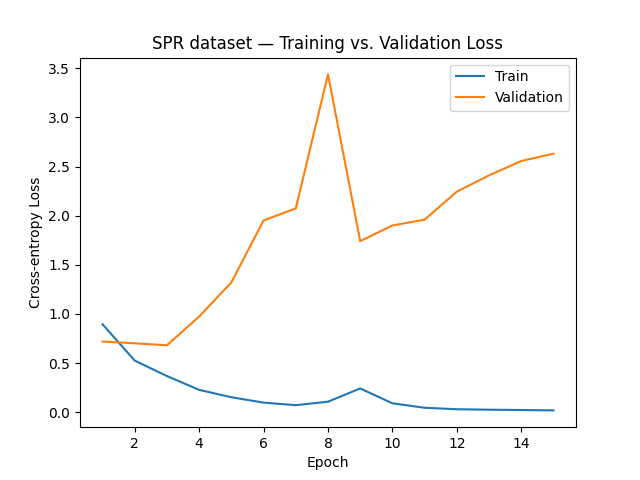 SPR dataset — Training vs. Validation Loss
Train
Validation
Cross-entropy Loss
3.5
3.0
2.5
2.0
1.5
1.0
0.5
0.0
2 4 6 8 10 12 14
Epoch